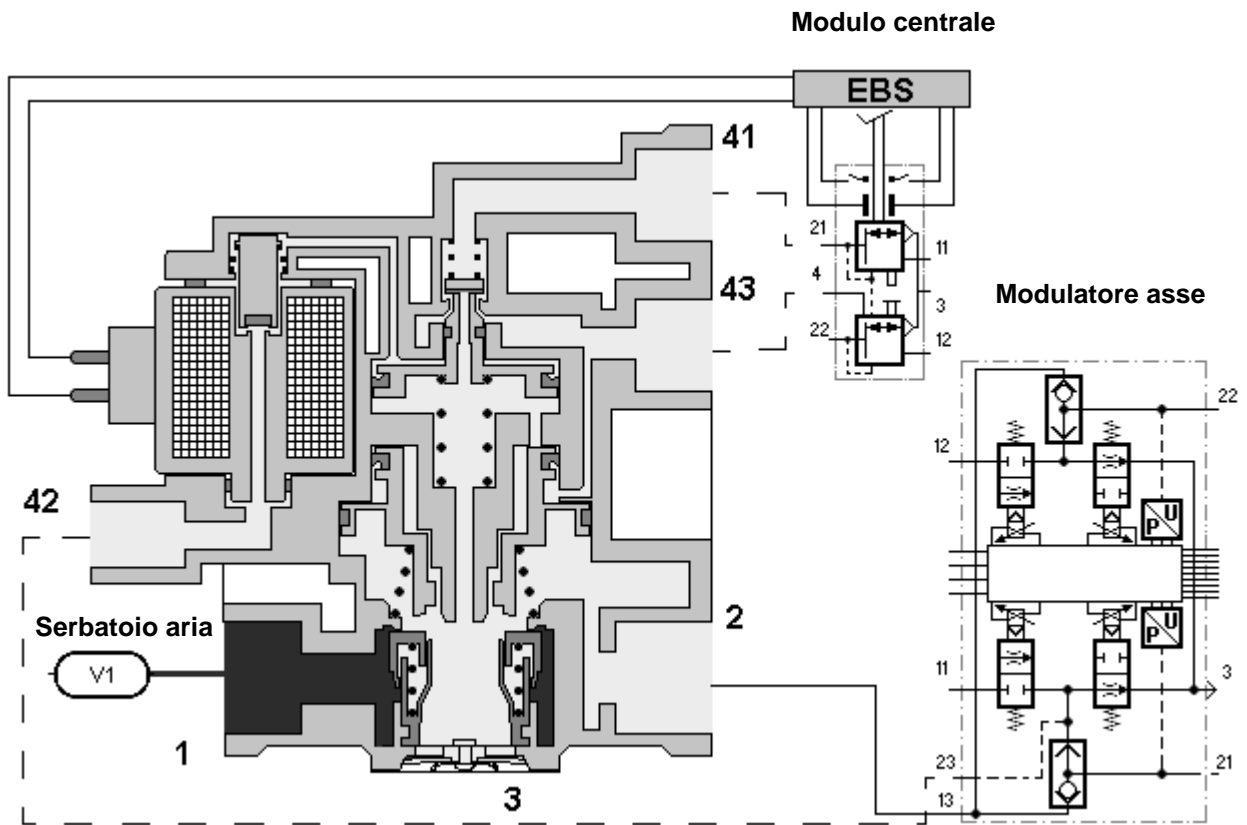 Modulo centrale
EBS
41
21
11
4
43
3
Modulatore asse
22
12
22
12
42
P U
Serbatoio aria
2
V1
P U
11
3
1
23
21
3
13